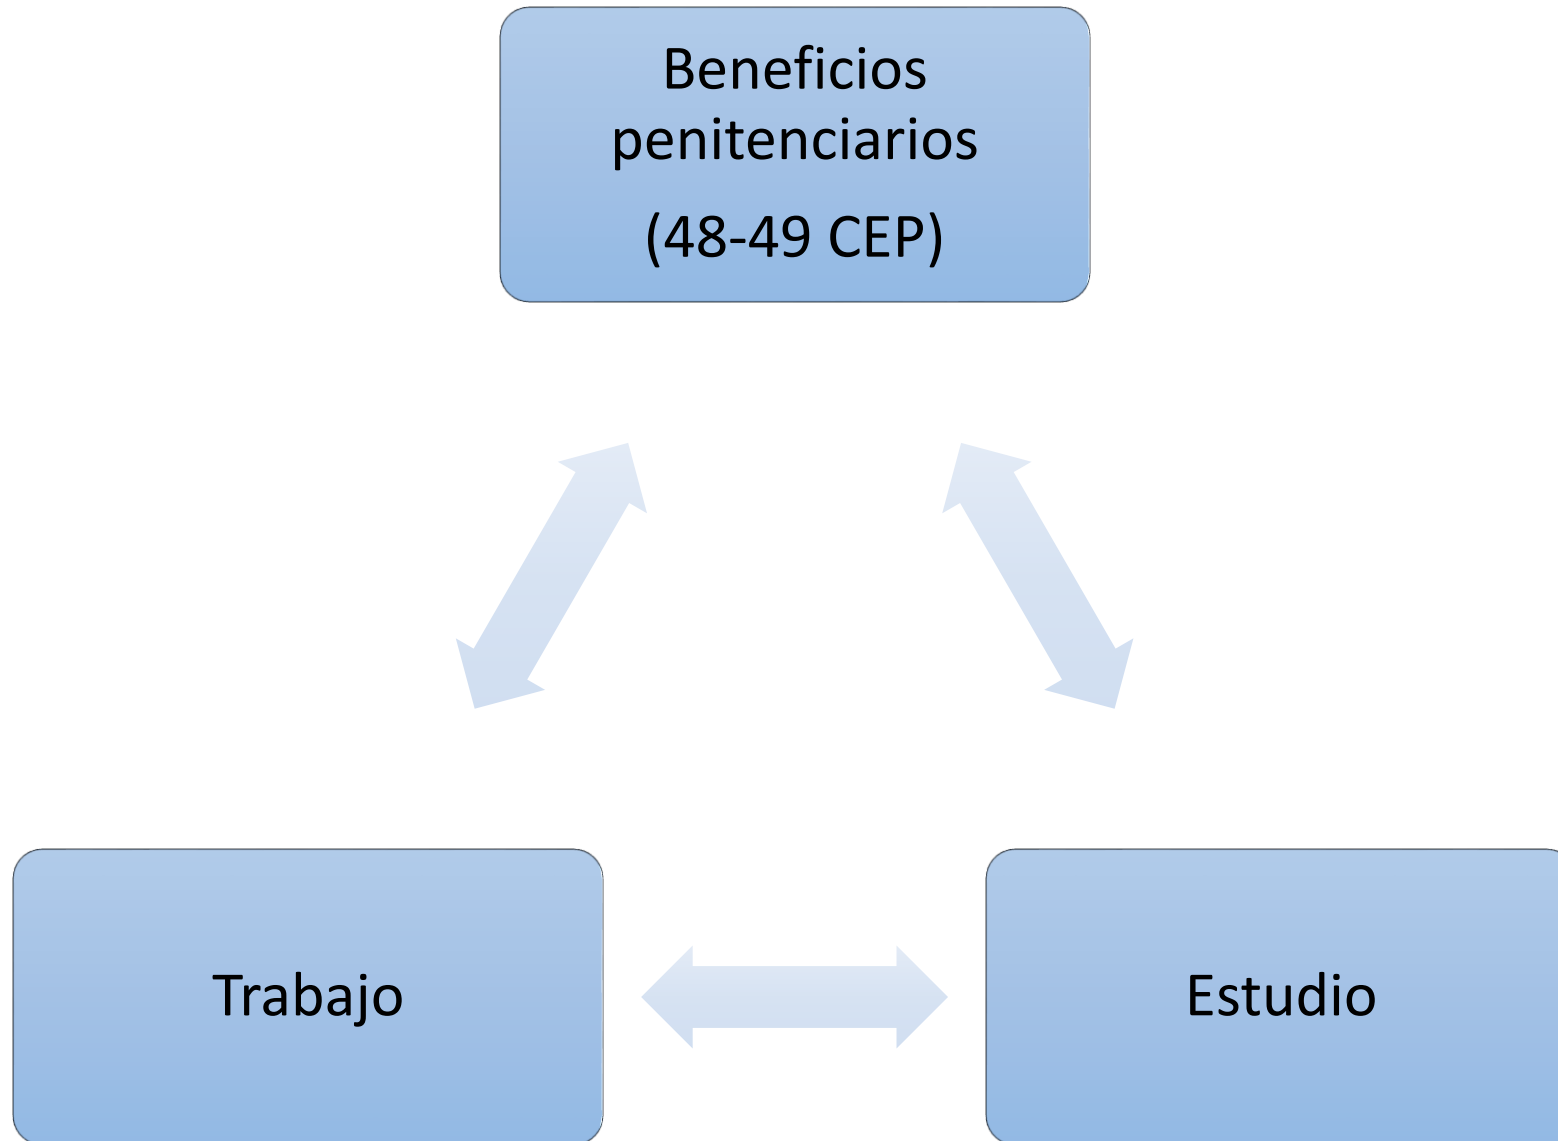 Beneficios
penitenciarios
(48-49 CEP)
Trabajo
Estudio